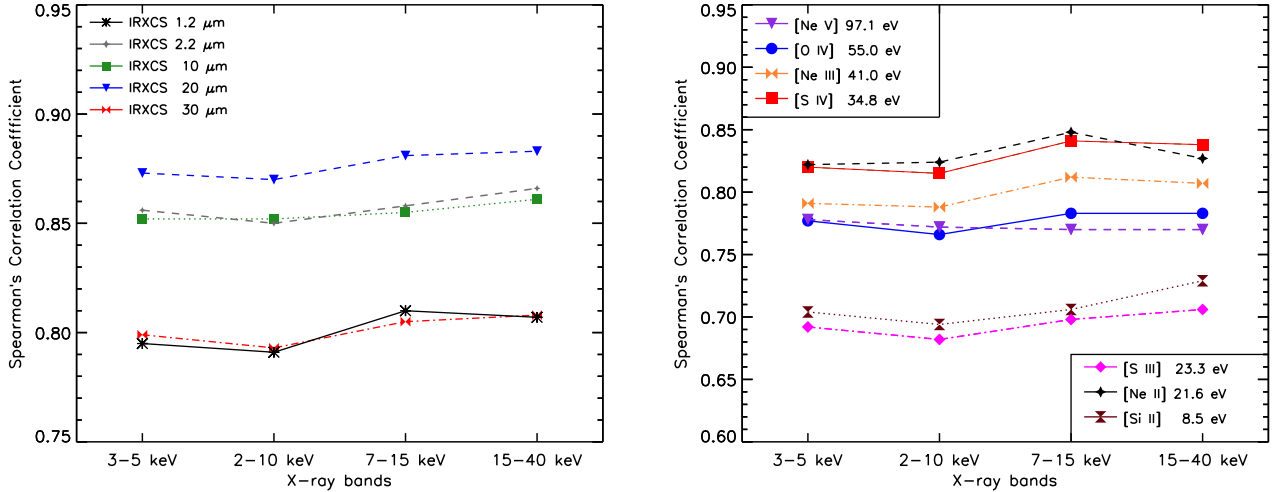 IRXCS 1.2 μm
IRXCS 2.2 μm
IRXCS 10 μm
IRXCS 20 μm
IRXCS 30 μm
0.95
0.90
0.85
0.80
0.75
Spearman's Correlation Coeffficient
3-5 keV
2-10 keV
7-15 keV
15-40 keV
X-ray bands
[Ne V] 97.1 eV
[O IV] 55.0 eV
[Ne III] 41.0 eV
[S IV] 34.8 eV
0.95
0.90
0.85
0.80
0.75
0.70
0.65
0.60
Spearman's Correlation Coefficient
[S III] 23.3 eV
[Ne II] 21.6 eV
[Si II] 8.5 eV
3-5 keV
2-10 keV
7-15 keV
15-40 keV
X-ray bands